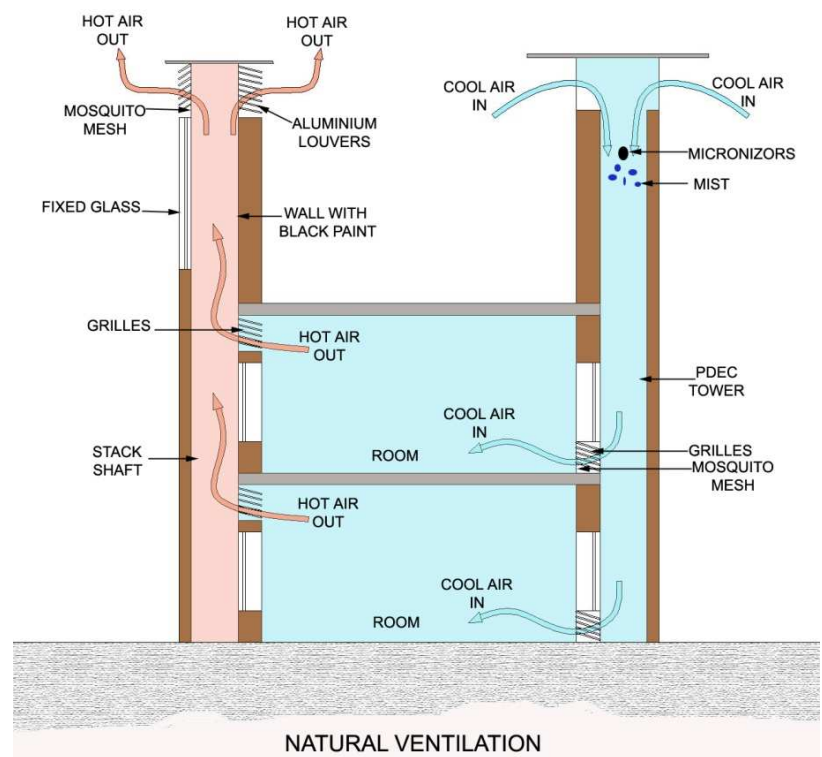 HOT AIR
OUT
HOT AIR
OUT
COOL AIR
IN
COOL AIR
IN
MOSQUITO
MESH
ALUMINIUM
LOUVERS
MICRONIZORS
MIST
FIXED GLASS
WALL WITH
BLACK PAINT
GRILLES
HOT AIR
OUT
PDEC
TOWER
COOL AIR
IN
STACK
SHAFT
ROOM
GRILLES
MOSQUITO
MESH
HOT AIR
OUT
COOL AIR
IN
ROOM
NATURAL VENTILATION